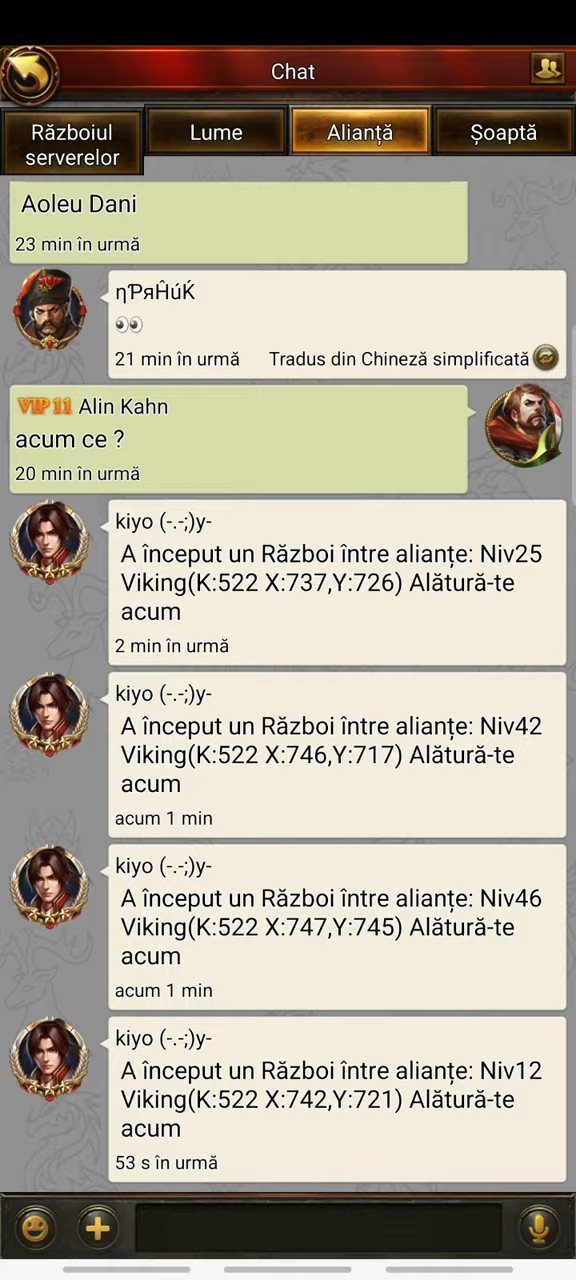 Chat
Războiul
serverelor
Lume
Alianță
Șoaptă
Aoleu Dani
23 min în urmă
ηƤяĤúЌ
👀
21 min în urmă Tradus din Chineză simplificată
VIP 11 Alin Kahn
acum ce ?
20 min în urmă
kiyo (-.-;)y-
A început un Război între alianțe: Niv25
Viking(K:522 X:737,Y:726) Alătură-te
acum
2 min în urmă
kiyo (-.-;)y-
A început un Război între alianțe: Niv42
Viking(K:522 X:746,Y:717) Alătură-te
acum
acum 1 min
kiyo (-.-;)y-
A început un Război între alianțe: Niv46
Viking(K:522 X:747,Y:745) Alătură-te
acum
acum 1 min
kiyo (-.-;)y-
A început un Război între alianțe: Niv12
Viking(K:522 X:742,Y:721) Alătură-te
acum
53 s în urmă